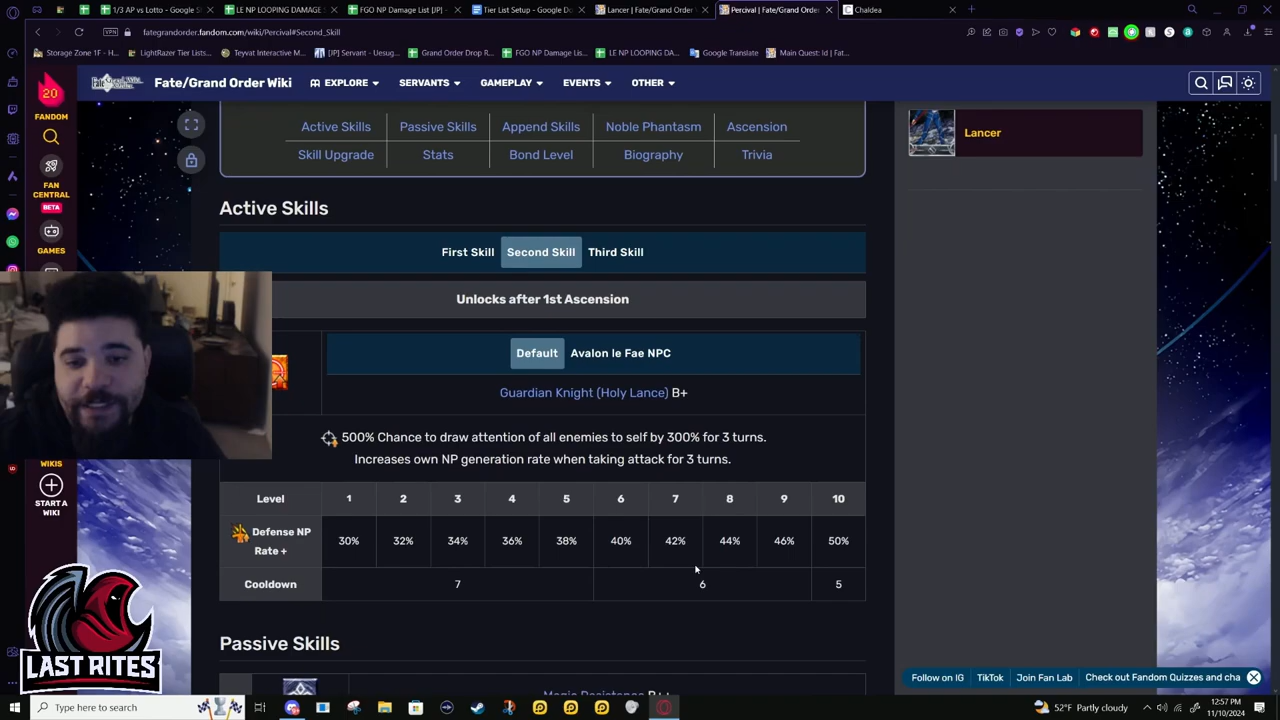 1/3 AP vs Lotto - Google S
LE NP LOOPING DAMAGE
FGO NP Damage List [JP] -
Tier List Setup - Google Do
Lancer | Fate/Grand Order
Percival | Fate/Grand Order
Chaldea
VPN
fategrandorder.fandom.com/wiki/Percival#Second_Skill
Storage Zone 1F - H
LightRazer Tier Lists
Teyvat Interactive M
[JP] Servant - Uesug
Grand Order Drop R
FGO NP Damage Lis
LE NP LOOPING DA
Google Translate
Main Quest: Id | Fat
20
FANDOM
FAN
CENTRAL
BETA
GAMES
WIKIS
START A
WIKI
Fate/Grand Order Wiki
EXPLORE
SERVANTS
GAMEPLAY
EVENTS
OTHER
Active Skills
Passive Skills
Append Skills
Noble Phantasm
Ascension
Skill Upgrade
Stats
Bond Level
Biography
Trivia
Lancer
Active Skills
First Skill
Second Skill
Third Skill
Unlocks after 1st Ascension
Default
Avalon le Fae NPC
Guardian Knight (Holy Lance) B+
500% Chance to draw attention of all enemies to self by 300% for 3 turns.
Increases own NP generation rate when taking attack for 3 turns.
Level 1 2 3 4 5 6 7 8 9 10
Defense NP
Rate + 30% 32% 34% 36% 38% 40% 42% 44% 46% 50%
Cooldown 7 6 5
Passive Skills
Magic Resistance B++
LAST RITES
Follow on IG
TikTok
Join Fan Lab
Check out Fandom Quizzes and cha
Type here to search
52°F Partly cloudy
12:57 PM
11/10/2024